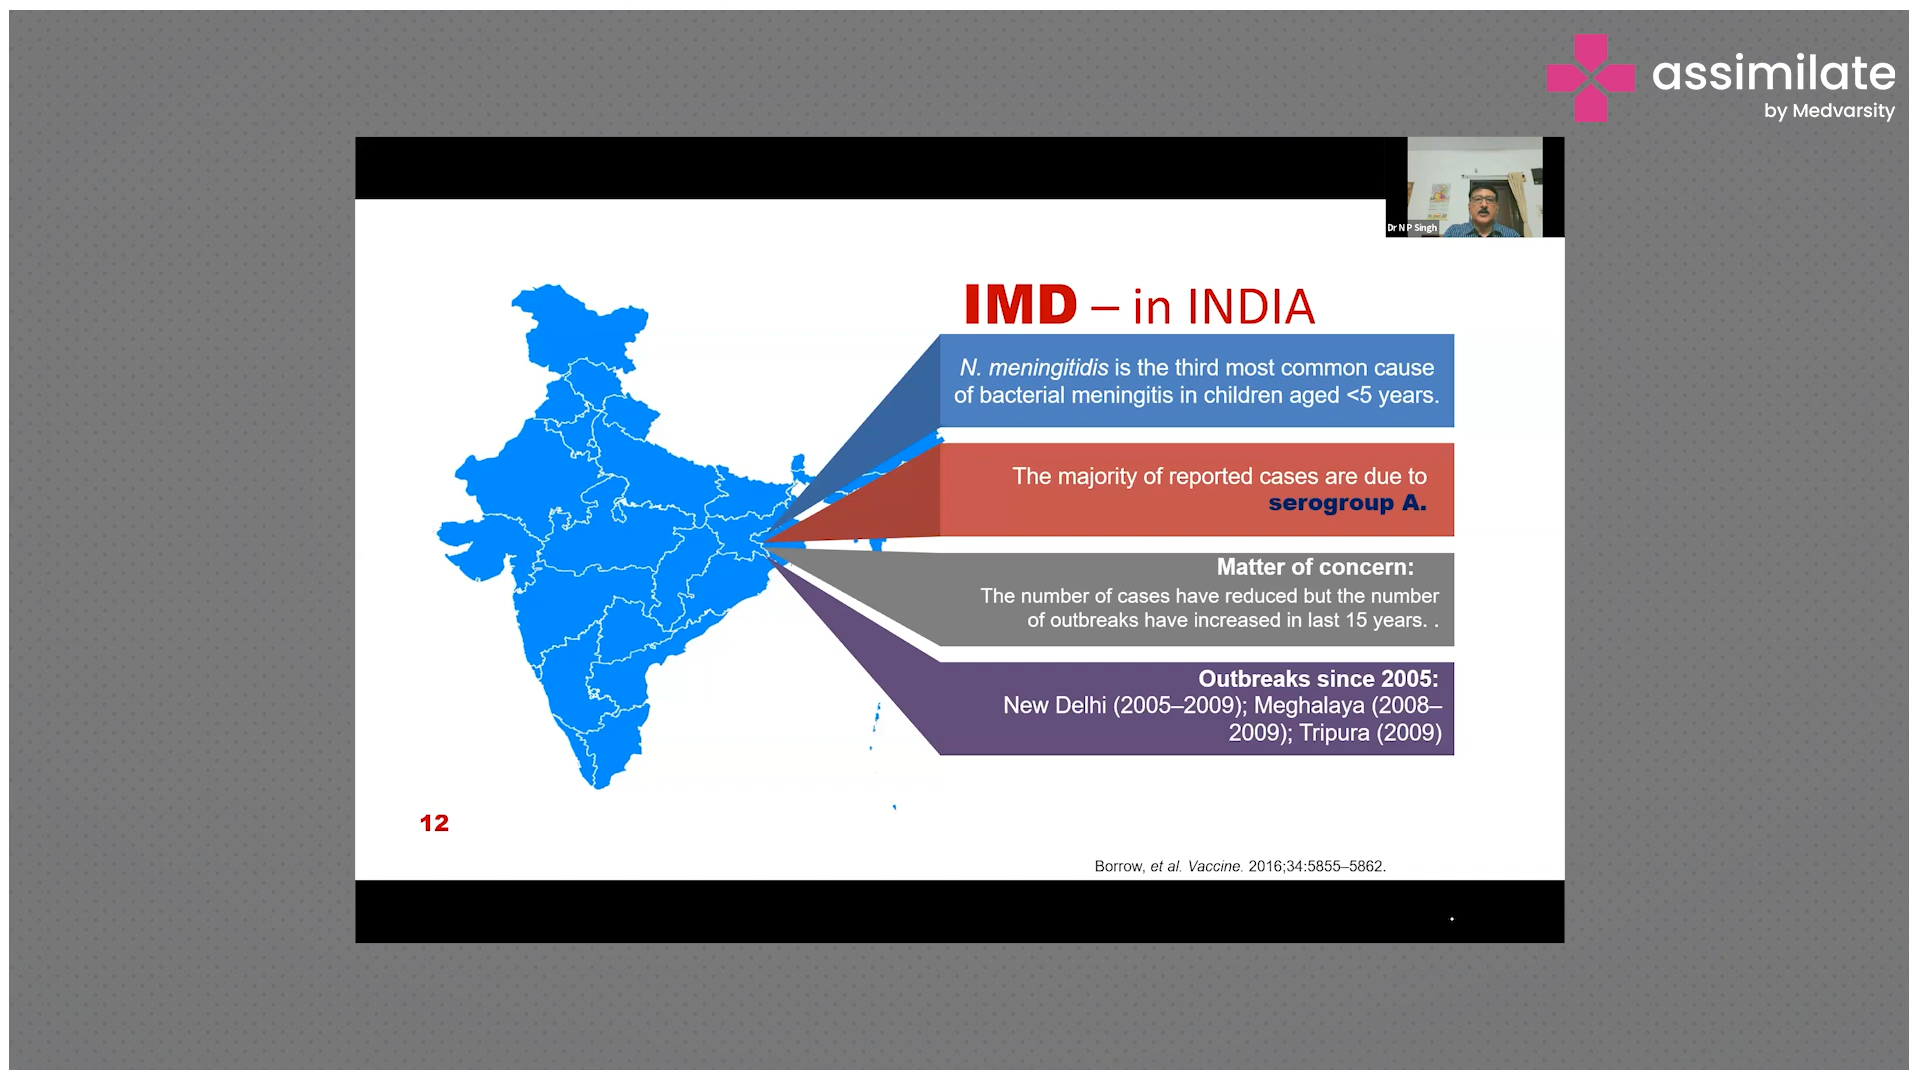 assimilate
by Medvarsity
Dr N P Singh
IMD – in INDIA
N. meningitidis is the third most common cause
of bacterial meningitis in children aged <5 years.
The majority of reported cases are due to
serogroup A.
Matter of concern:
The number of cases have reduced but the number
of outbreaks have increased in last 15 years. .
Outbreaks since 2005:
New Delhi (2005–2009); Meghalaya (2008–
2009); Tripura (2009)
12
Borrow, et al. Vaccine. 2016;34:5855–5862.